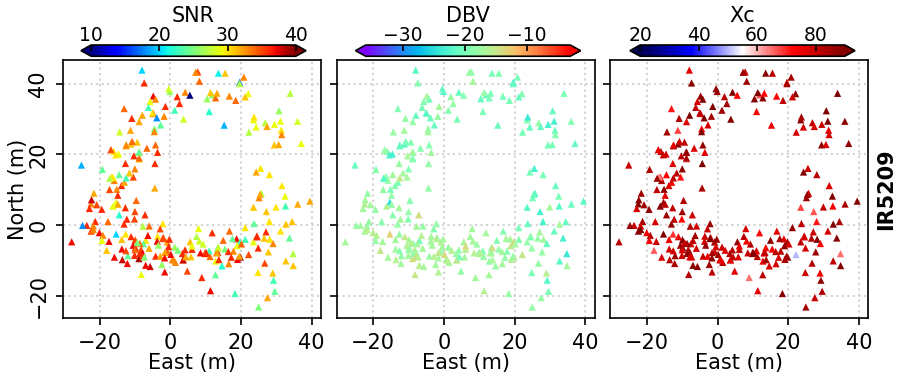 SNR DBV Xc
10 20 30 40 −30 −20 −10 20 40 60 80
40
20
0
−20
North (m)
IR5209
−20 0 20 40 −20 0 20 40 −20 0 20 40
East (m) East (m) East (m)